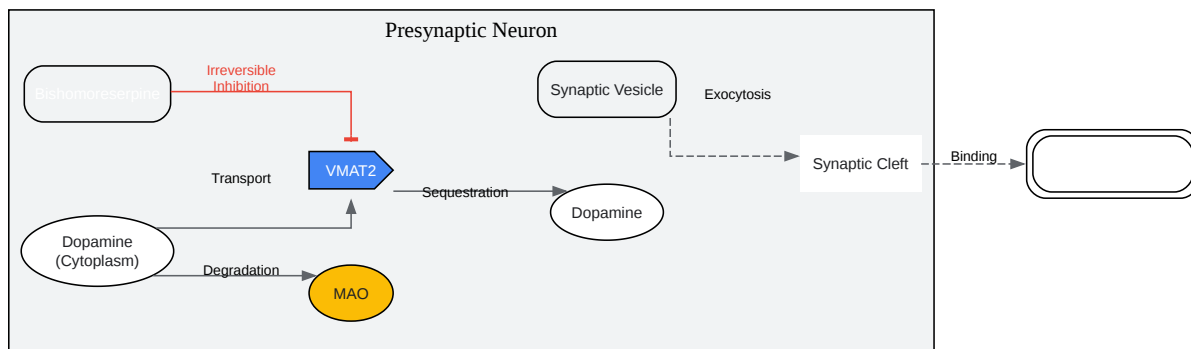 Presynaptic Neuron
Irreversible
Inhibition
Bishomoreserpine
Synaptic Vesicle
Exocytosis
VMAT2
Synaptic Cleft
Binding
Transport
Sequestration
Dopamine
Dopamine
(Cytoplasm)
Degradation
MAO